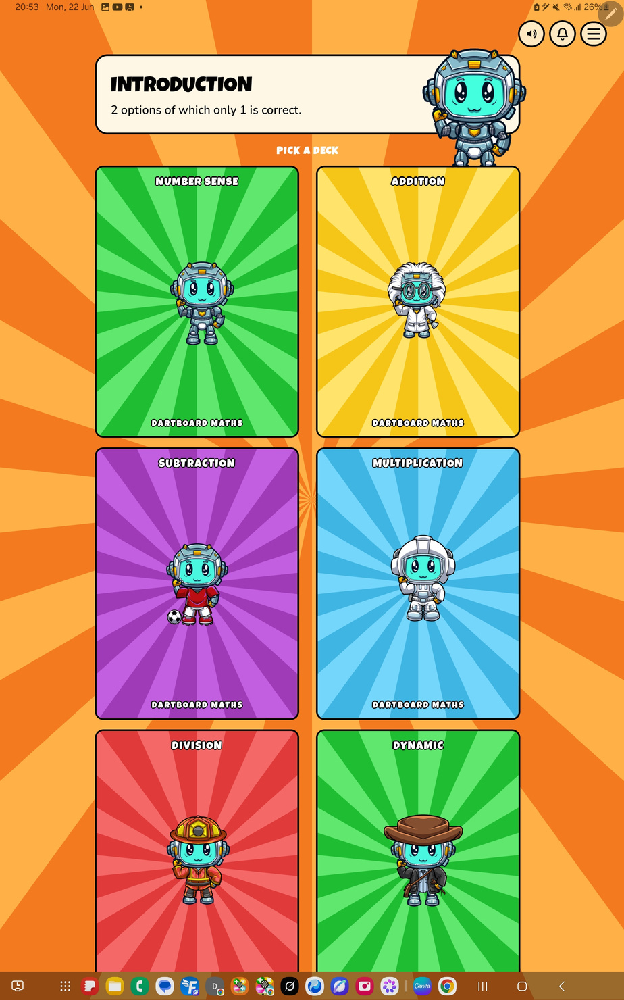 20:53 Mon, 22 Jun
26%
INTRODUCTION
2 options of which only 1 is correct.
PICK A DECK
NUMBER SENSE
ADDITION
DARTBOARD MATHS
DARTBOARD MATHS
SUBTRACTION
MULTIPLICATION
DARTBOARD MATHS
DARTBOARD MATHS
DIVISION
DYNAMIC
D
Canva